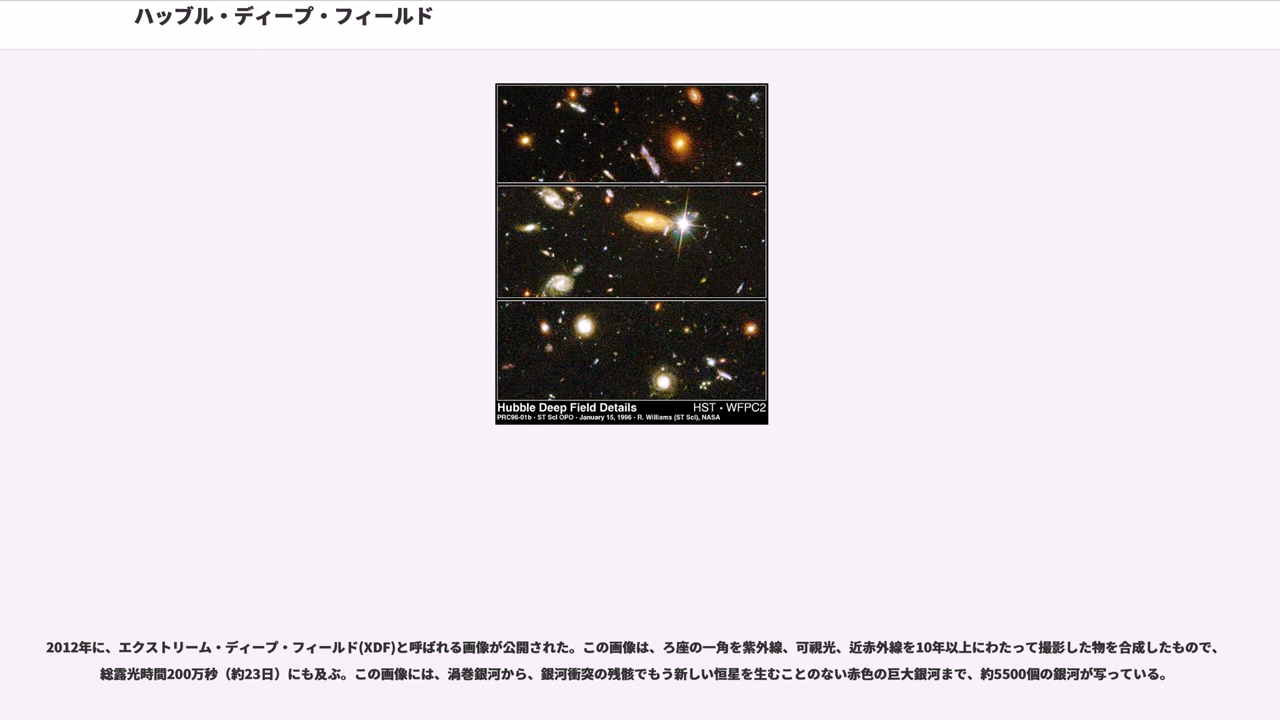 ハッブル・ディープ・フィールド
Hubble Deep Field Details HST・WFPC2
PRC96-01b・ST ScI OPO・January 15, 1996・R. Williams (ST ScI), NASA
2012年に、エクストリーム・ディープ・フィールド(XDF)と呼ばれる画像が公開された。この画像は、ろ座の一角を紫外線、可視光、近赤外線を10年以上にわたって撮影した物を合成したもので、
総露光時間200万秒（約23日）にも及ぶ。この画像には、渦巻銀河から、銀河衝突の残骸でもう新しい恒星を生むことのない赤色の巨大銀河まで、約5500個の銀河が写っている。